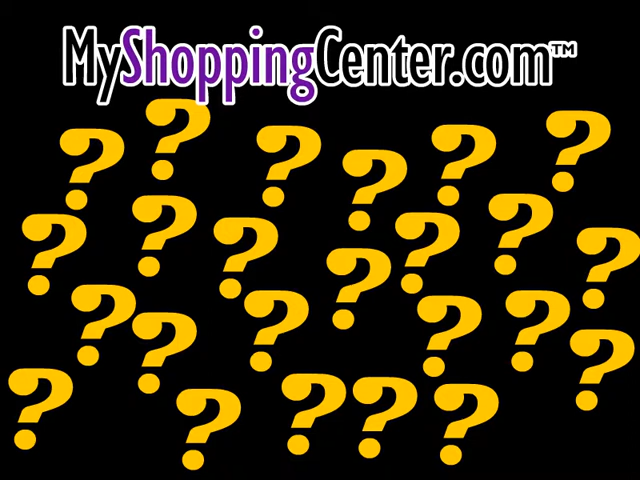 MyShoppingCenter.com™
? ? ? ? ? ?
? ? ? ? ? ? ?
? ? ? ? ? ?
? ? ? ? ?